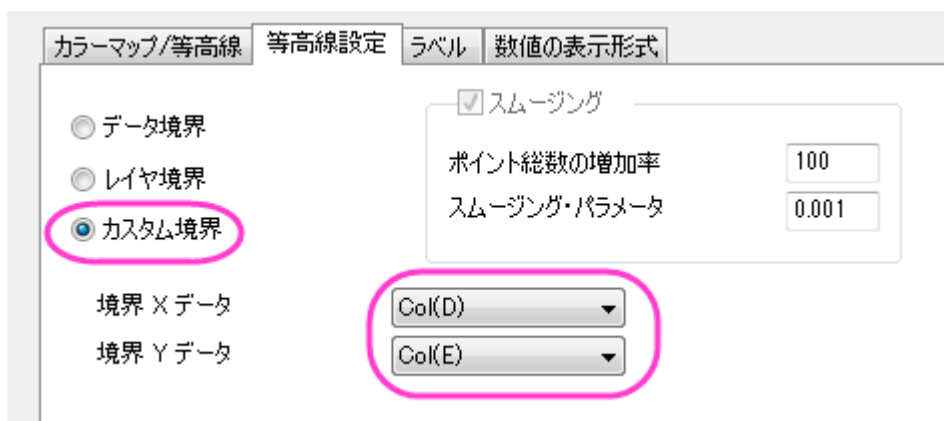 カラーマップ/等高線 等高線設定 ラベル 数値の表示形式
データ境界
レイヤ境界
カスタム境界
スムージング
ポイント総数の増加率 100
スムージング・パラメータ 0.001
境界 X データ Col(D)
境界 Y データ Col(E)